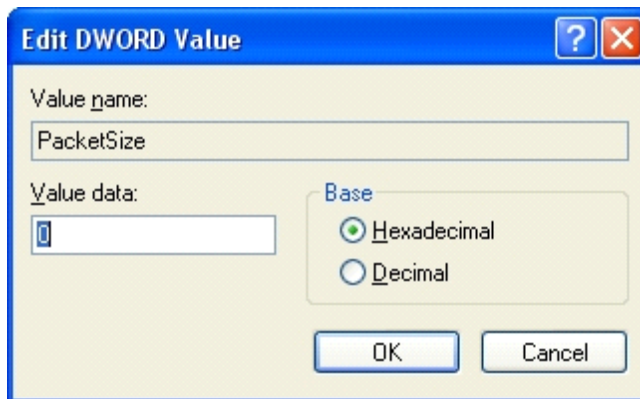 Edit DWORD Value
Value name:
PacketSize
Value data:
0
Base
Hexadecimal
Decimal
OK
Cancel